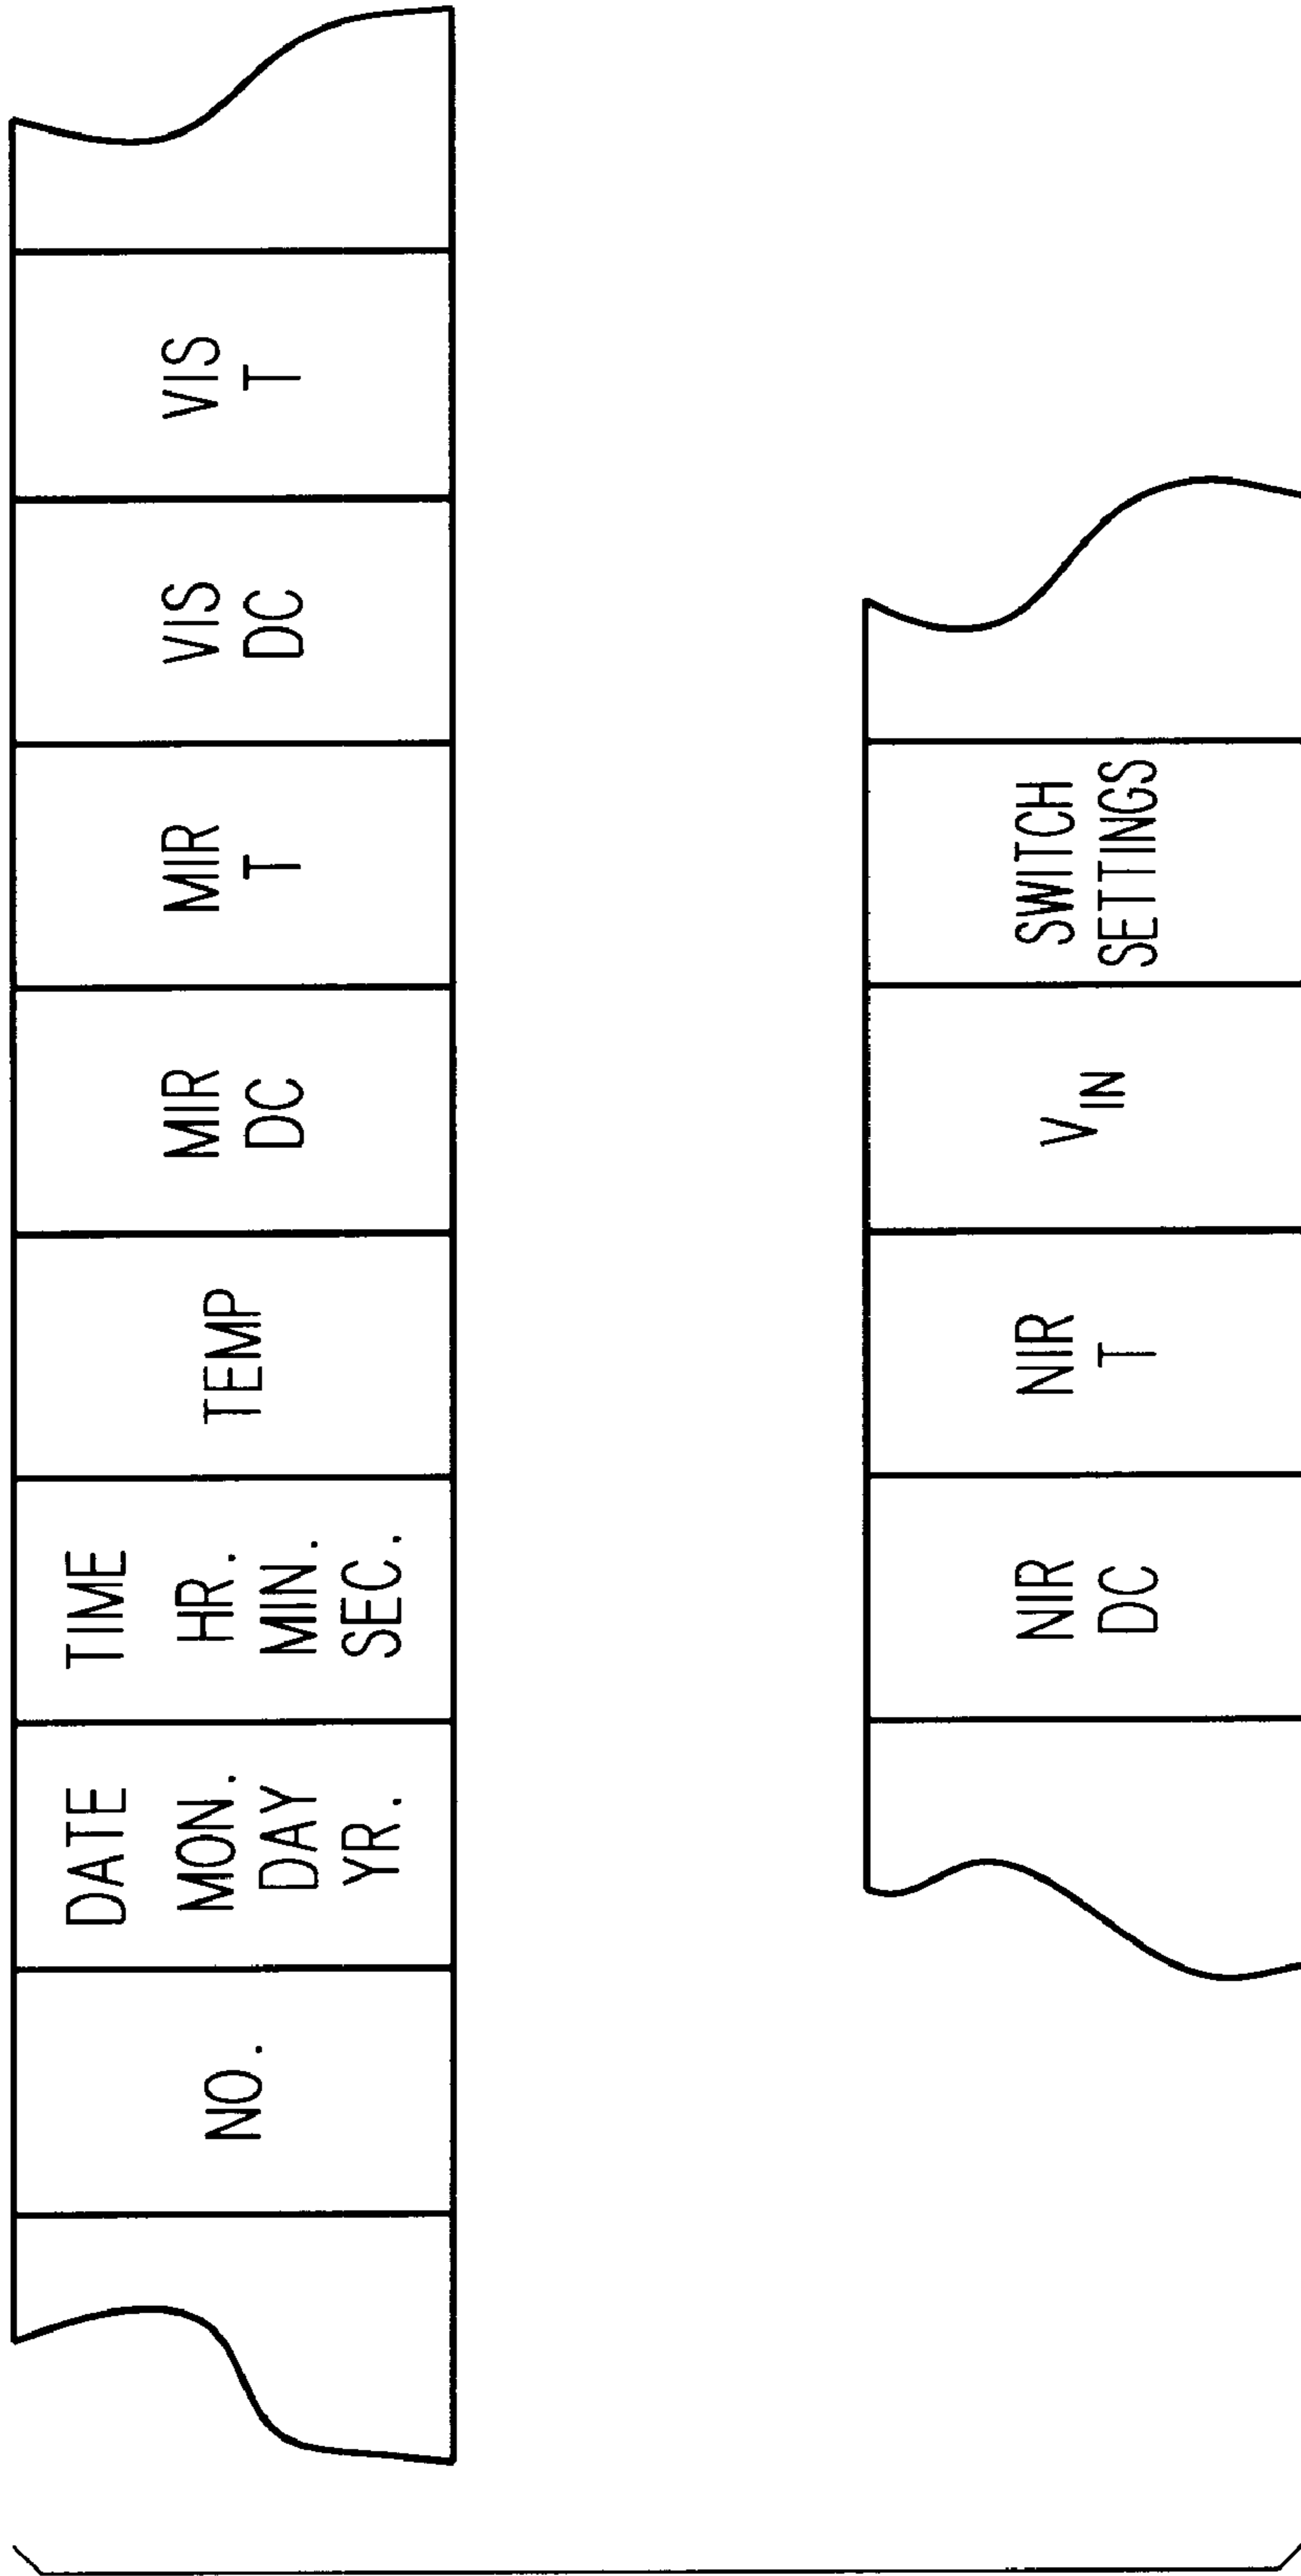 NO.
DATE
MON.
DAY
YR.
TIME
HR.
MIN.
SEC.
TEMP
MIR
DC
MIR
T
VIS
DC
VIS
T
NIR
DC
NIR
T
VIN
SWITCH
SETTINGS